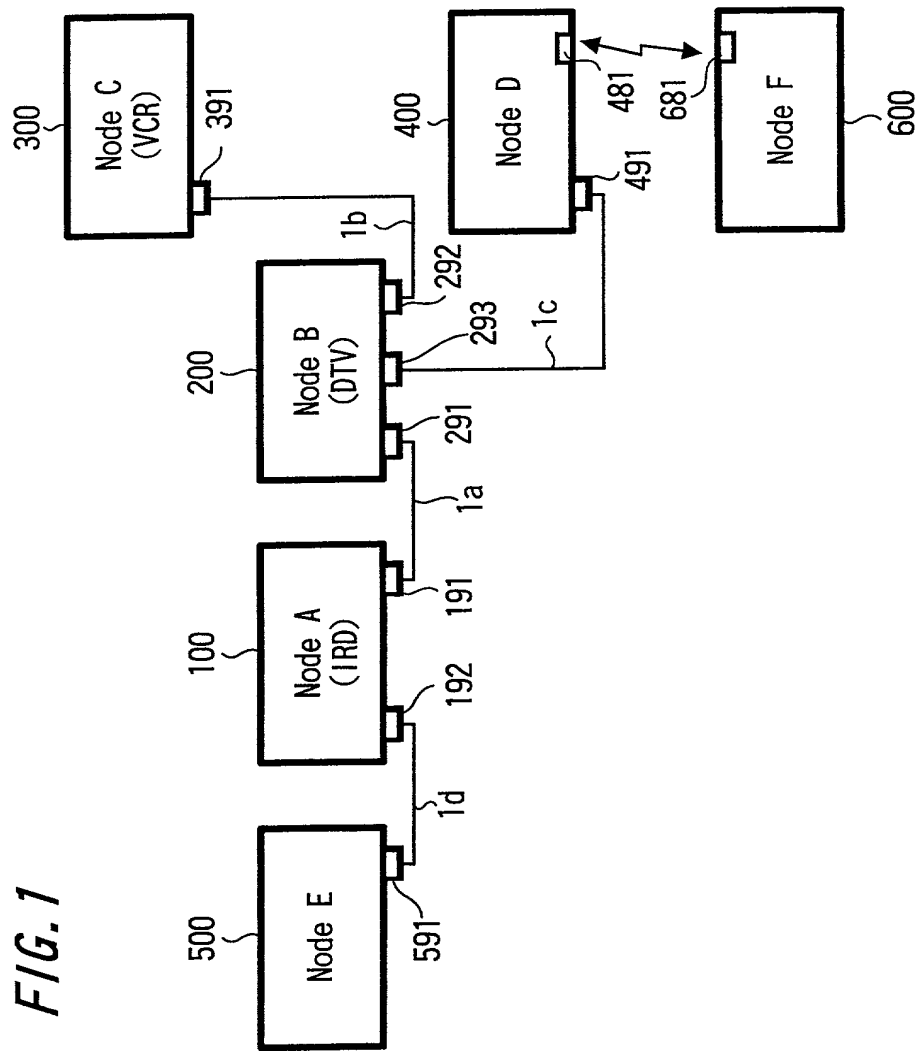 FIG. 1
500
Node E
591
1d
100
Node A
(IRD)
192
191
1a
200
Node B
(DTV)
291
293
292
1b
1c
300
Node C
(VCR)
391
400
Node D
491
481
681
Node F
600